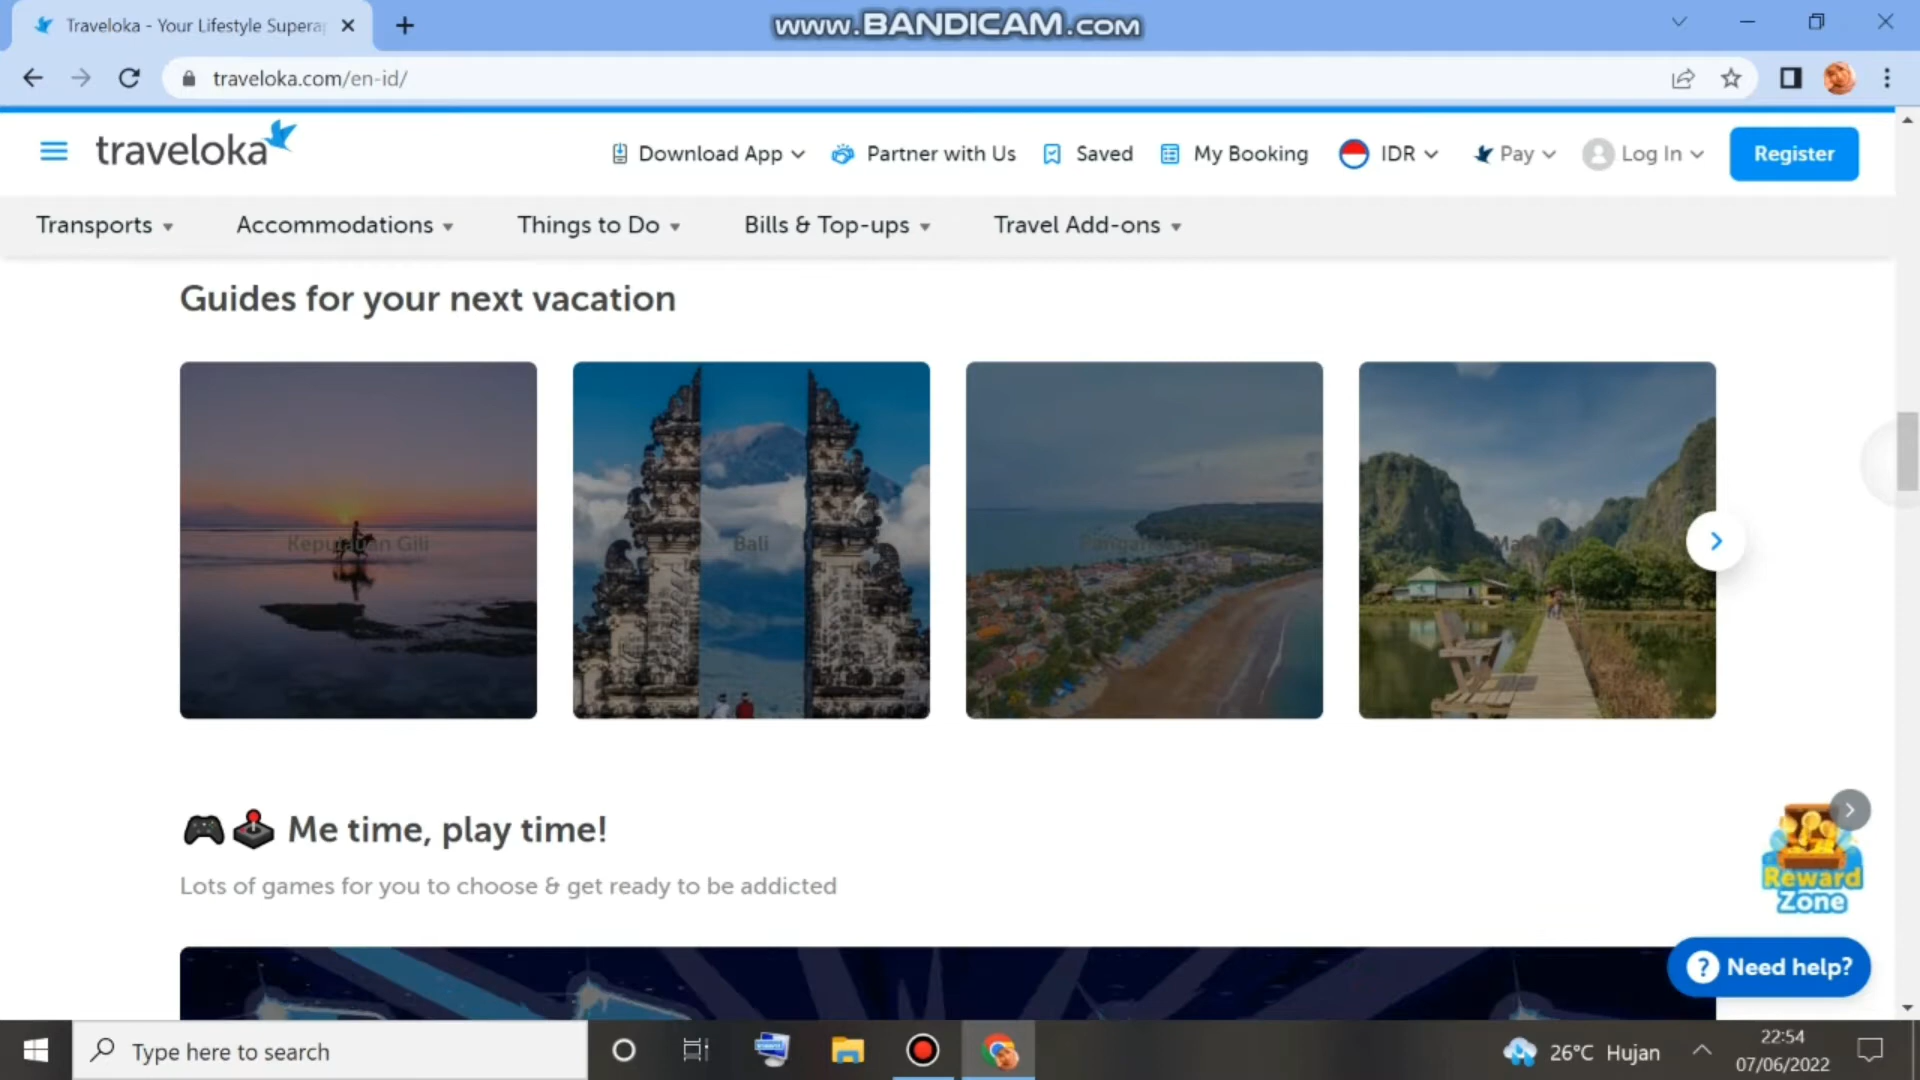 Traveloka - Your Lifestyle Supera
www.BANDICAM.com
traveloka.com/en-id/
traveloka
Download App
Partner with Us
Saved
My Booking
IDR
Pay
Log In
Register
Transports
Accommodations
Things to Do
Bills & Top-ups
Travel Add-ons
Guides for your next vacation
Kepulauan Gili
Bali
Me time, play time!
Lots of games for you to choose & get ready to be addicted
Reward
Zone
? Need help?
Type here to search
26°C Hujan
22:54
07/06/2022